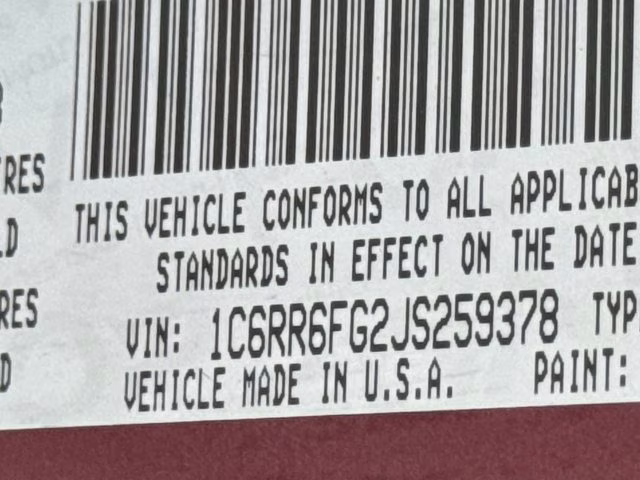 RES
THIS VEHICLE CONFORMS TO ALL APPLICAB
LD
STANDARDS IN EFFECT ON THE DATE
RES
VIN: 1C6RR6FG2JS259378 TYP
D
VEHICLE MADE IN U.S.A. PAINT: